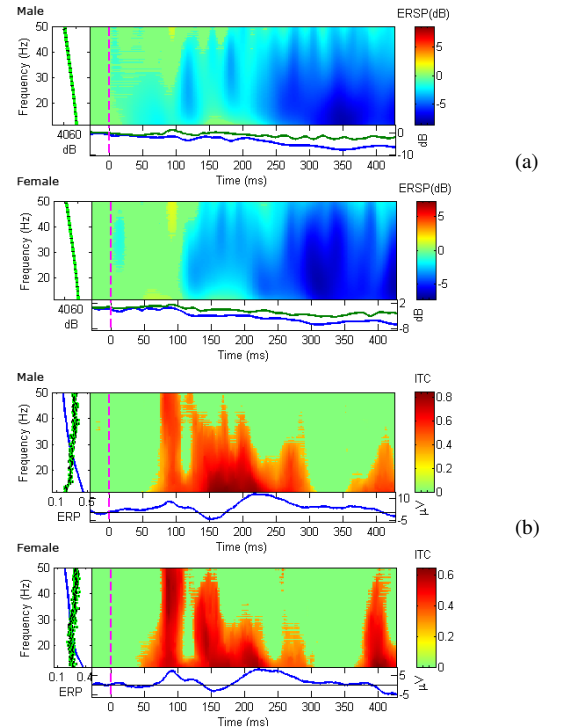 Male
ERSP(dB)
50
40
30
20
Frequency (Hz)
5
0
-5
4060
dB
0
-10
dB
0 50 100 150 200 250 300 350 400
Time (ms)
(a)
Female
ERSP(dB)
50
40
30
20
Frequency (Hz)
5
0
-5
4060
dB
2
-8
dB
0 50 100 150 200 250 300 350 400
Time (ms)
Male
ITC
50
40
30
20
Frequency (Hz)
0.8
0.6
0.4
0.2
0
0.1 0.5
ERP
10
-5
μV
0 50 100 150 200 250 300 350 400
Time (ms)
(b)
Female
ITC
50
40
30
20
Frequency (Hz)
0.6
0.4
0.2
0
0.1 0.4
ERP
5
-5
μV
0 50 100 150 200 250 300 350 400
Time (ms)